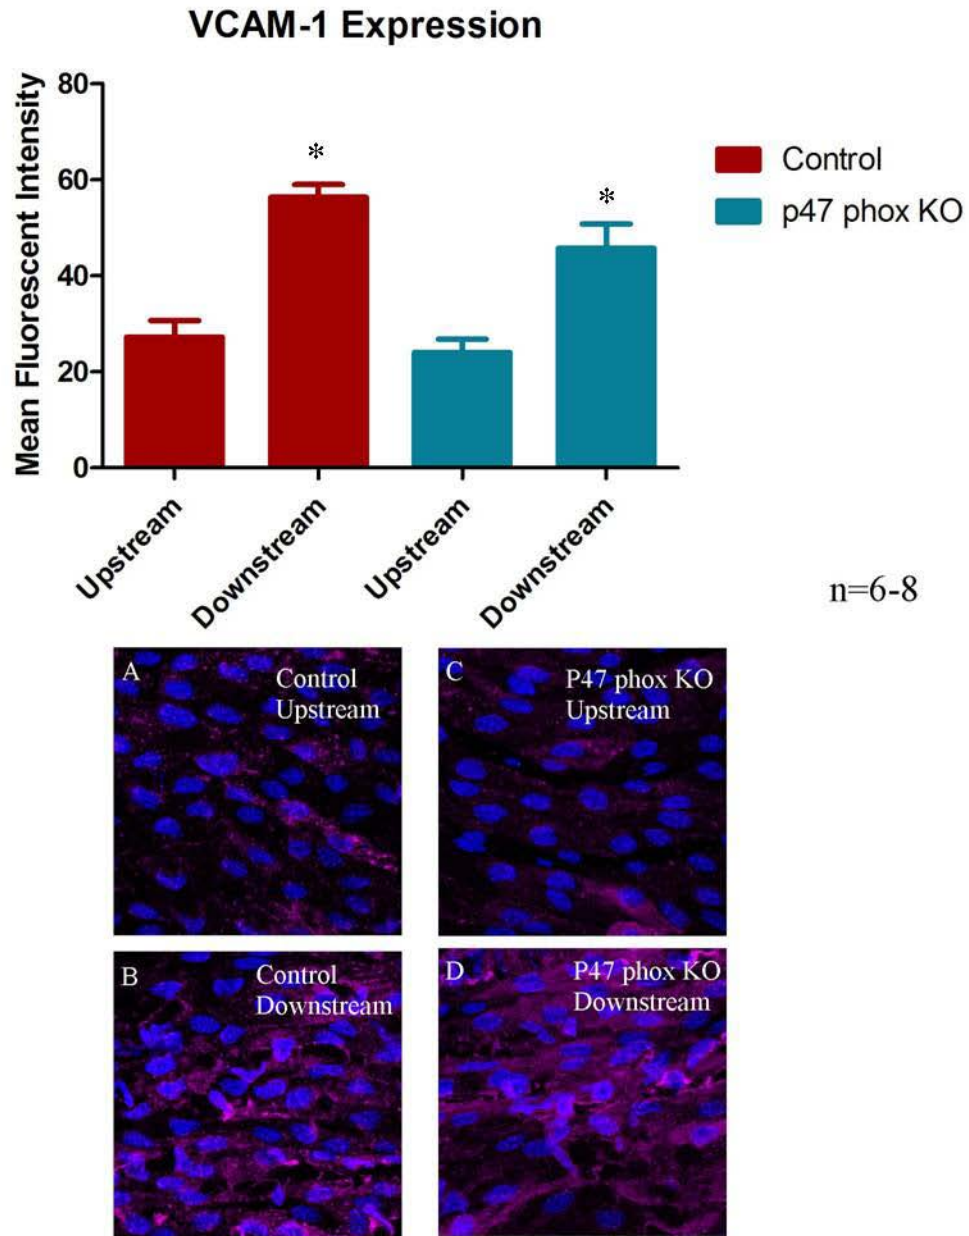 VCAM-1 Expression
Mean Fluorescent Intensity
80
60
40
20
0
*
*
Control
p47 phox KO
Upstream
Downstream
Upstream
Downstream
n=6-8
A
Control
Upstream
C
P47 phox KO
Upstream
B
Control
Downstream
D
P47 phox KO
Downstream